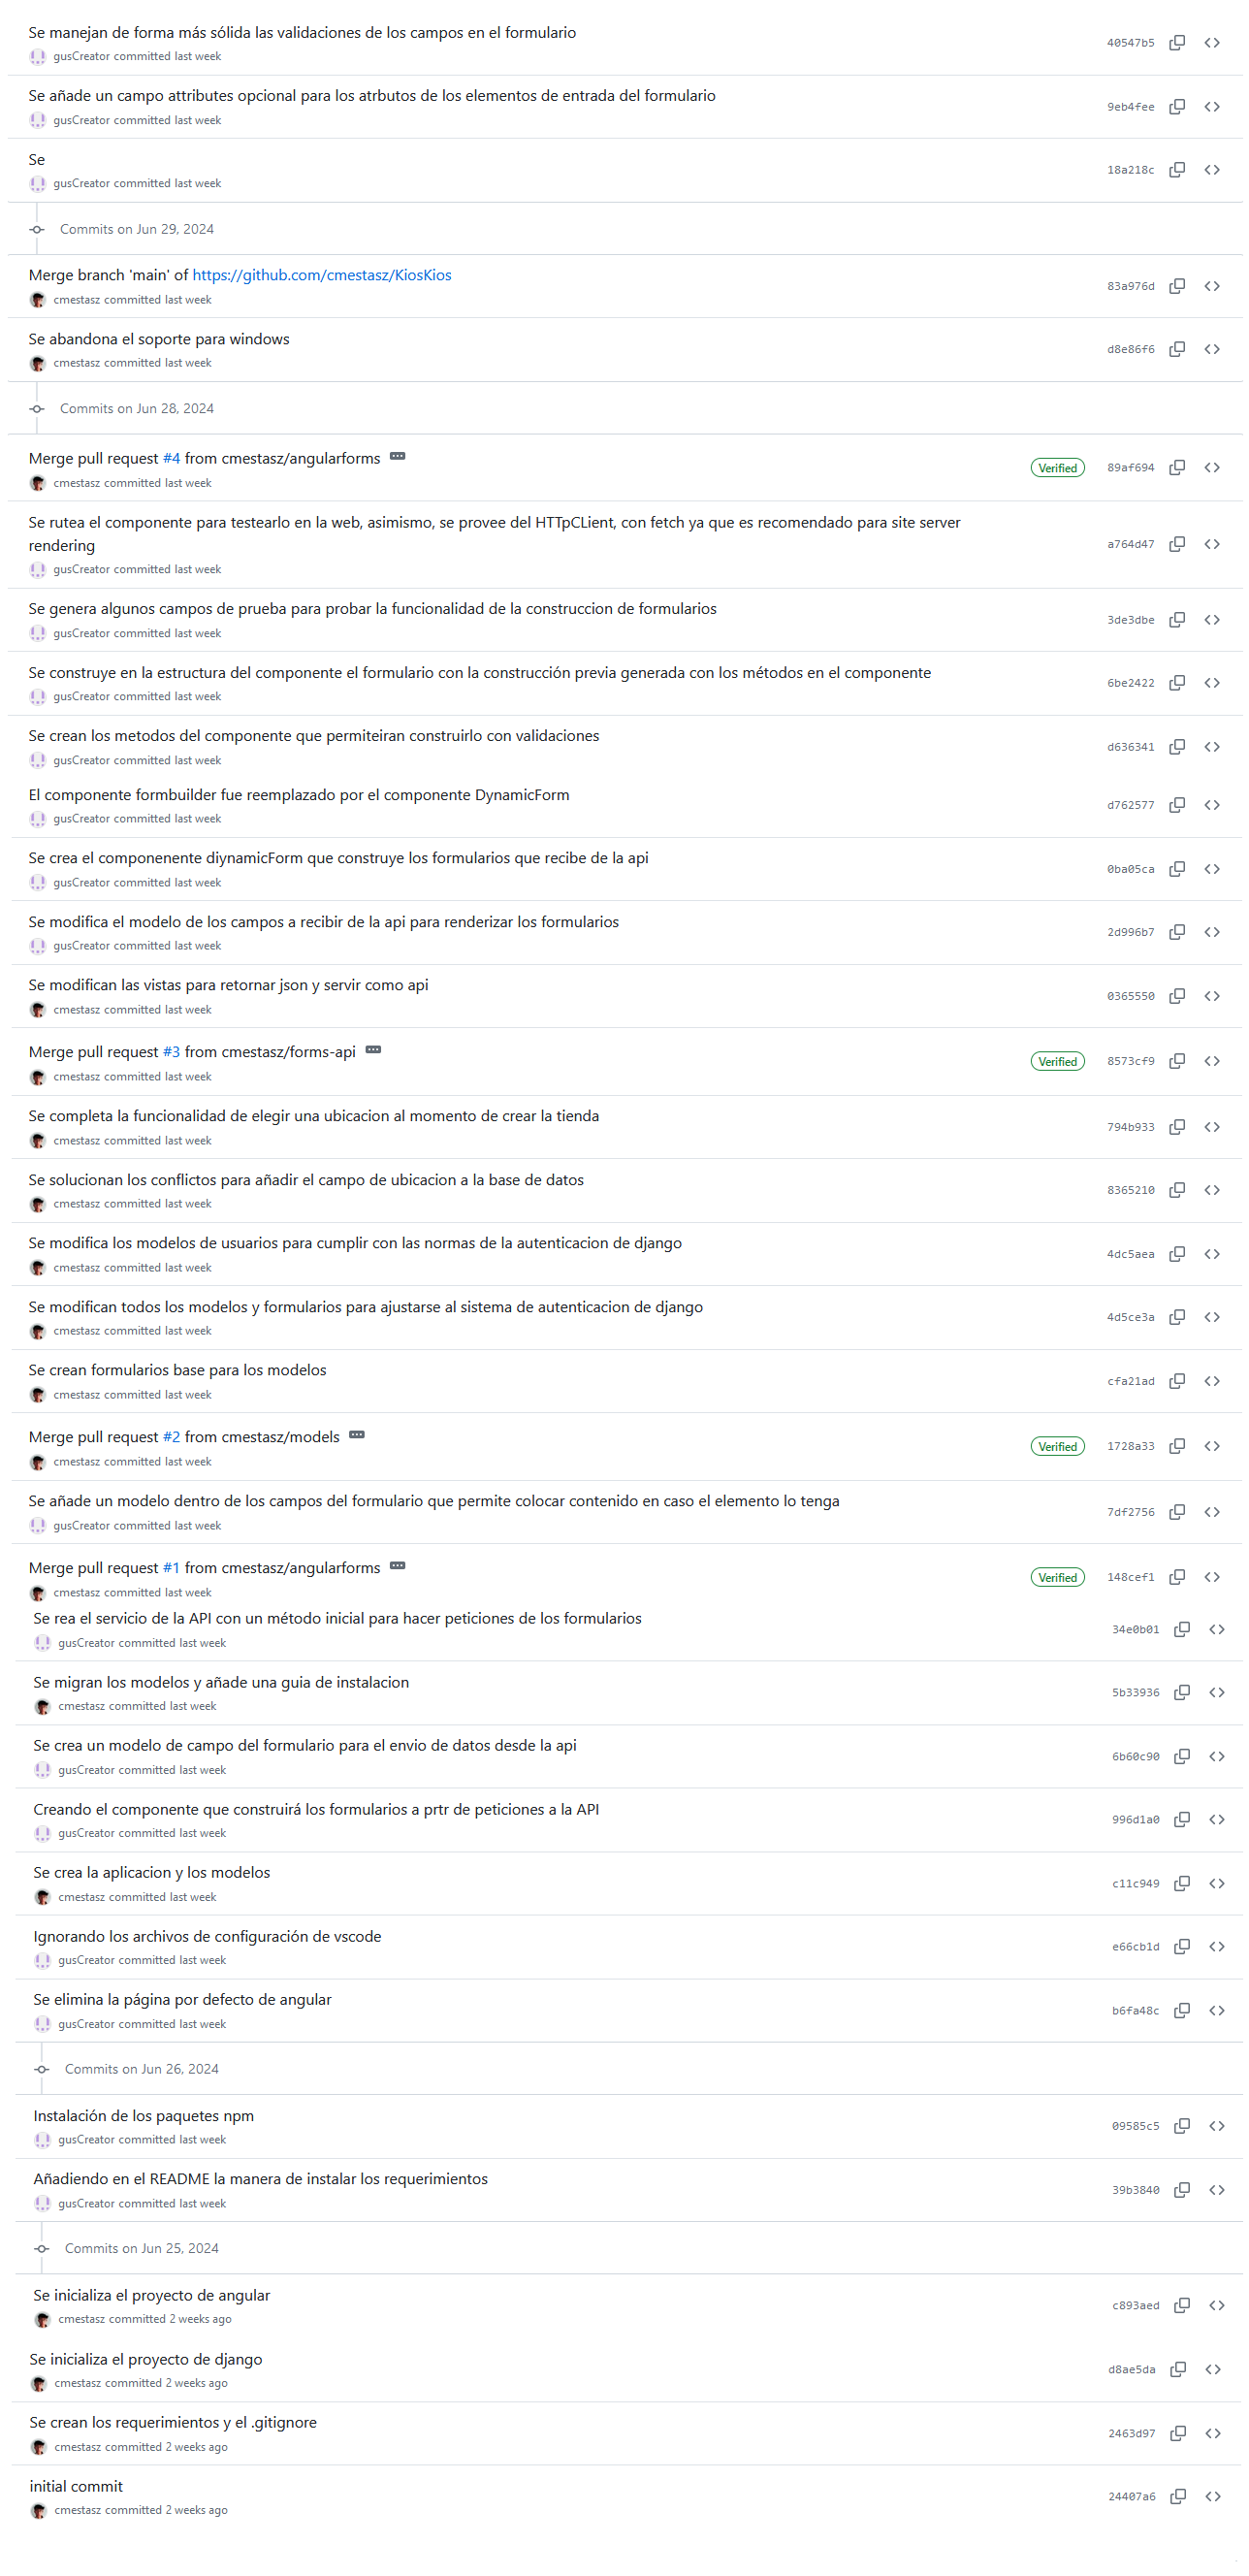 Se manejan de forma más sólida las validaciones de los campos en el formulario
gusCreator committed last week
40547b5
Se añade un campo attributes opcional para los atrbutos de los elementos de entrada del formulario
gusCreator committed last week
9eb4fee
Se
gusCreator committed last week
18a218c
Commits on Jun 29, 2024
Merge branch 'main' of https://github.com/cmestasz/KiosKios
cmestasz committed last week
83a976d
Se abandona el soporte para windows
cmestasz committed last week
d8e86f6
Commits on Jun 28, 2024
Merge pull request #4 from cmestasz/angularforms
cmestasz committed last week
Verified
89af694
Se rutea el componente para testearlo en la web, asimismo, se provee del HTTpCLient, con fetch ya que es recomendado para site server
rendering
gusCreator committed last week
a764d47
Se genera algunos campos de prueba para probar la funcionalidad de la construccion de formularios
gusCreator committed last week
3de3dbe
Se construye en la estructura del componente el formulario con la construcción previa generada con los métodos en el componente
gusCreator committed last week
6be2422
Se crean los metodos del componente que permiteiran construirlo con validaciones
gusCreator committed last week
d636341
El componente formbuilder fue reemplazado por el componente DynamicForm
gusCreator committed last week
d762577
Se crea el componenente diynamicForm que construye los formularios que recibe de la api
gusCreator committed last week
0ba05ca
Se modifica el modelo de los campos a recibir de la api para renderizar los formularios
gusCreator committed last week
2d996b7
Se modifican las vistas para retornar json y servir como api
cmestasz committed last week
0365550
Merge pull request #3 from cmestasz/forms-api
cmestasz committed last week
Verified
8573cf9
Se completa la funcionalidad de elegir una ubicacion al momento de crear la tienda
cmestasz committed last week
794b933
Se solucionan los conflictos para añadir el campo de ubicacion a la base de datos
cmestasz committed last week
8365210
Se modifica los modelos de usuarios para cumplir con las normas de la autenticacion de django
cmestasz committed last week
4dc5aea
Se modifican todos los modelos y formularios para ajustarse al sistema de autenticacion de django
cmestasz committed last week
4d5ce3a
Se crean formularios base para los modelos
cmestasz committed last week
cfa21ad
Merge pull request #2 from cmestasz/models
cmestasz committed last week
Verified
1728a33
Se añade un modelo dentro de los campos del formulario que permite colocar contenido en caso el elemento lo tenga
gusCreator committed last week
7df2756
Merge pull request #1 from cmestasz/angularforms
cmestasz committed last week
Verified
148cef1
Se rea el servicio de la API con un método inicial para hacer peticiones de los formularios
gusCreator committed last week
34e0b01
Se migran los modelos y añade una guia de instalacion
cmestasz committed last week
5b33936
Se crea un modelo de campo del formulario para el envio de datos desde la api
gusCreator committed last week
6b60c90
Creando el componente que construirá los formularios a prtr de peticiones a la API
gusCreator committed last week
996d1a0
Se crea la aplicacion y los modelos
cmestasz committed last week
c11c949
Ignorando los archivos de configuración de vscode
gusCreator committed last week
e66cb1d
Se elimina la página por defecto de angular
gusCreator committed last week
b6fa48c
Commits on Jun 26, 2024
Instalación de los paquetes npm
gusCreator committed last week
09585c5
Añadiendo en el README la manera de instalar los requerimientos
gusCreator committed last week
39b3840
Commits on Jun 25, 2024
Se inicializa el proyecto de angular
cmestasz committed 2 weeks ago
c893aed
Se inicializa el proyecto de django
cmestasz committed 2 weeks ago
d8ae5da
Se crean los requerimientos y el .gitignore
cmestasz committed 2 weeks ago
2463d97
initial commit
cmestasz committed 2 weeks ago
24407a6